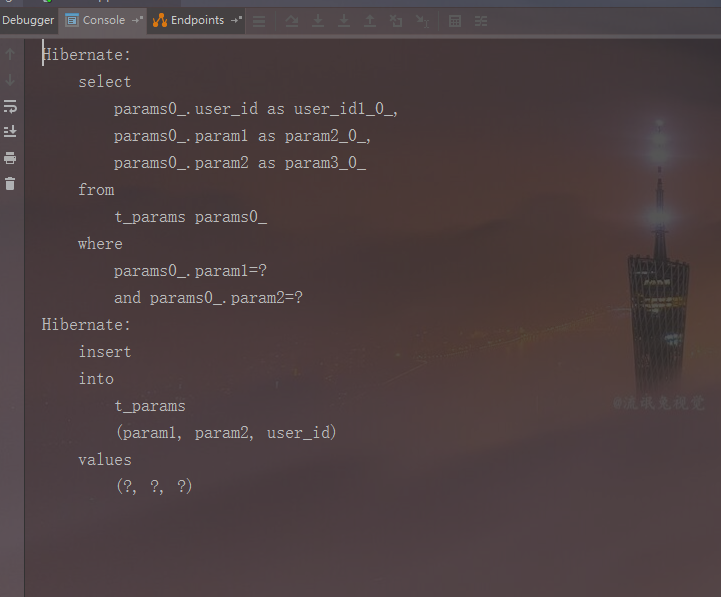 Debugger Console Endpoints
Hibernate:
select
params0_.user_id as user_id1_0_,
params0_.param1 as param2_0_,
params0_.param2 as param3_0_
from
t_params params0_
where
params0_.param1=?
and params0_.param2=?
Hibernate:
insert
into
t_params
(param1, param2, user_id)
values
(?, ?, ?)